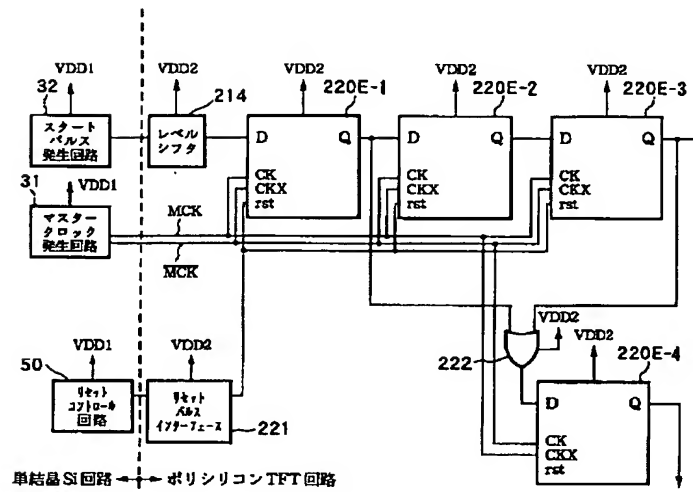 VDD1
32
スタート
パルス
発生回路
VDD2
214
レベル
シフタ
VDD2
220E-1
D
Q
CK
CKX
rst
VDD2
220E-2
D
Q
CK
CKX
rst
VDD2
220E-3
D
Q
CK
CKX
rst
31
VDD1
マスター
クロック
発生回路
MCK
MCK
VDD1
50
リセット
コントロール
回路
VDD2
リセット
パルス
インターフェース
221
VDD2
222
VDD2
220E-4
D
Q
CK
CKX
rst
単結晶Si回路
ポリシリコンTFT回路